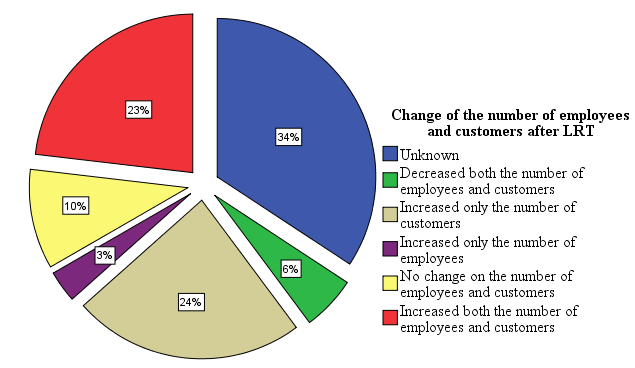 23%
34%
10%
3%
6%
24%
Change of the number of employees
and customers after LRT
Unknown
Decreased both the number of
employees and customers
Increased only the number of
customers
Increased only the number of
employees
No change on the number of
employees and customers
Increased both the number of
employees and customers